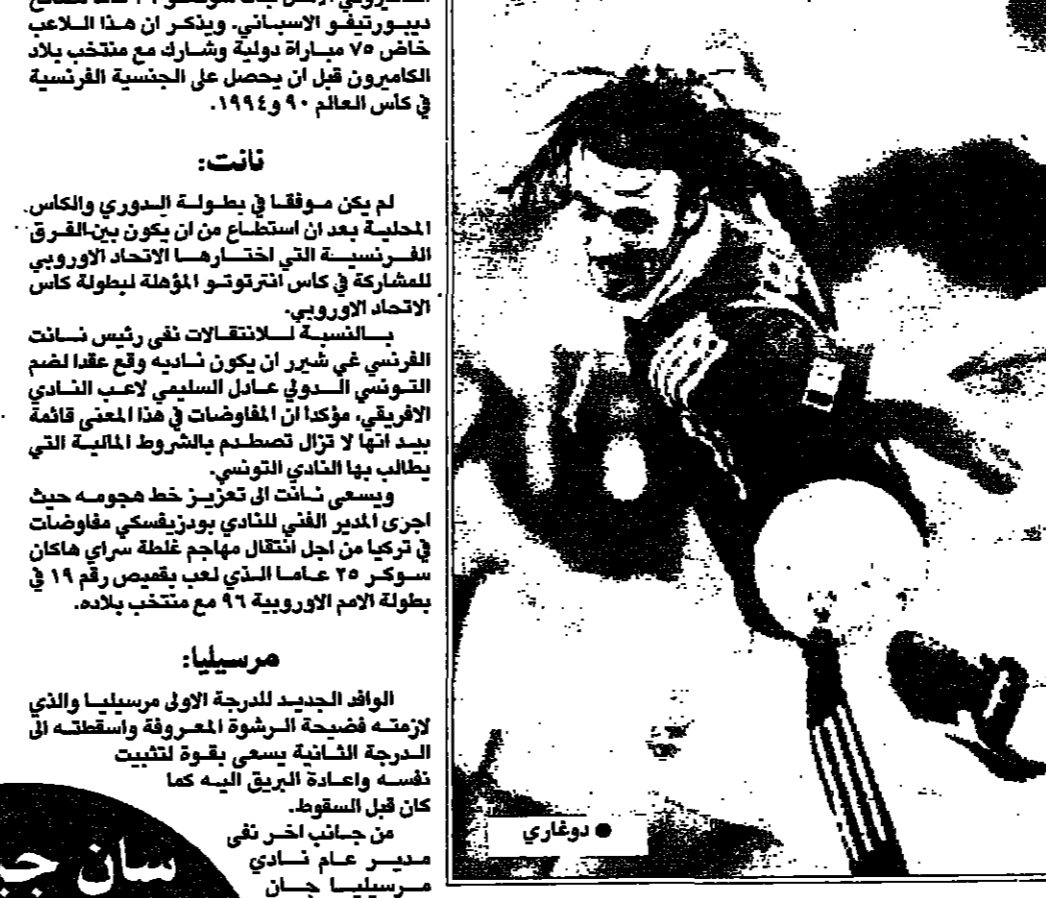 ديبورتيفو الاسباني. ويذكر ان هذا اللاعب
خاض ٧٥ مباراة دولية وشارك مع منتخب بلاد
الكاميرون قبل ان يحصل على الجنسية الفرنسية
في كأس العالم ٩٠ و١٩٩٤.
نانت:
لم يكن موفقا في بطولة الدوري والكاس
المحلية بعد ان استطاع من ان يكون بين الفرق
الفرنسية التي اختارها الاتحاد الاوروبي
للمشاركة في كاس انترتوتو المؤهلة لبطولة كاس
الاتحاد الاوروبي.
بالنسبة للانتقالات نفى رئيس نانت
الفرنسي غي شيرر ان يكون ناديه وقع عقدا لضم
التونسي الدولي عادل السليمي لاعب النادي
الافريقي، مؤكدا ان المفاوضات في هذا المعنى قائمة
بيد انها لا تزال تصطدم بالشروط المالية التي
يطالب بها النادي التونسي.
ويسعى نانت الى تعزيز خط هجومه حيث
اجرى المدير الفني للنادي بودزيفسكي مفاوضات
في تركيا من اجل انتقال مهاجم غلطة سراي هاكان
سوكر ٢٥ عاما الذي لعب بقميص رقم ١٩ في
بطولة الامم الاوروبية ٩٦ مع منتخب بلاده.
مرسيليا:
الوافد الجديد للدرجة الاولى مرسيليا والذي
لازمته فضيحة الرشوة المعروفة واسقطته الى
الدرجة الثانية يسعى بقوة لتثبيت
نفسه واعادة البريق اليه كما
كان قبل السقوط.
من جانب اخر نفى
مدير عام نادي
مرسيليا جان
● دوغاري
سان